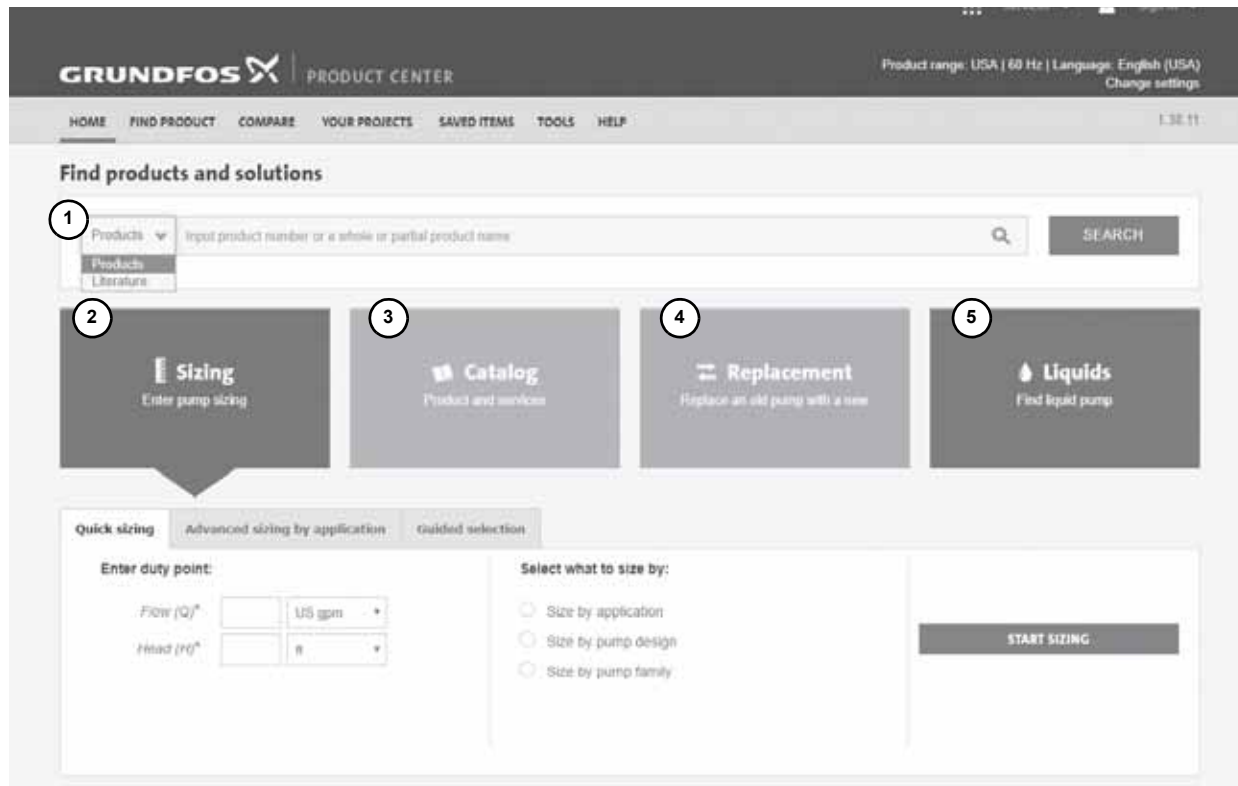 GRUNDFOS PRODUCT CENTER
Product range: USA | 60 Hz | Language: English (USA)
Change settings
HOME FIND PRODUCT COMPARE YOUR PROJECTS SAVED ITEMS TOOLS HELP
Find products and solutions
1
Products Input product number or a whole or partial product name SEARCH
Products
Literature
2 3 4 5
Sizing Catalog Replacement Liquids
Enter pump sizing Product and services Replace an old pump with a new Find liquid pump
Quick sizing Advanced sizing by application Guided selection
Enter duty point: Select what to size by:
Flow (Q)* US gpm Size by application
Head (H)* ft Size by pump design START SIZING
Size by pump family